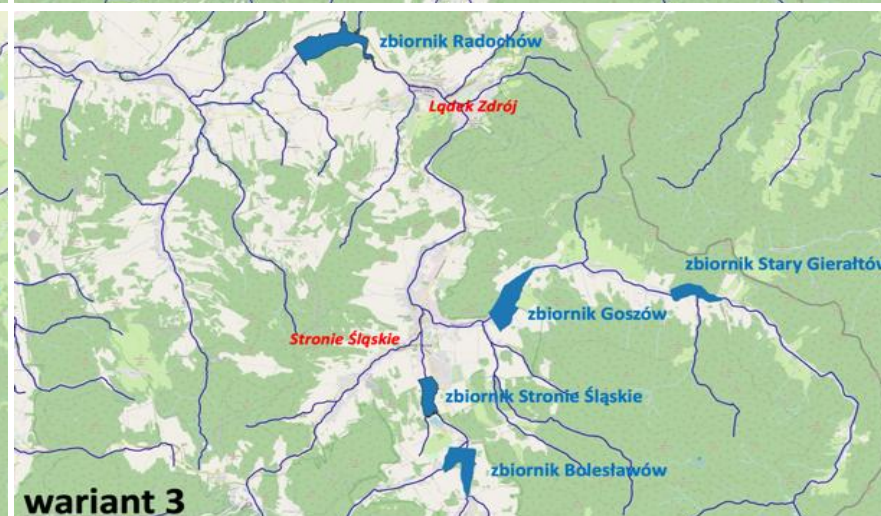 zbiornik Radochów
Lądek Zdrój
zbiornik Stary Gierałtów
zbiornik Goszów
Stronie Śląskie
zbiornik Stronie Śląskie
zbiornik Bolesławów
wariant 3